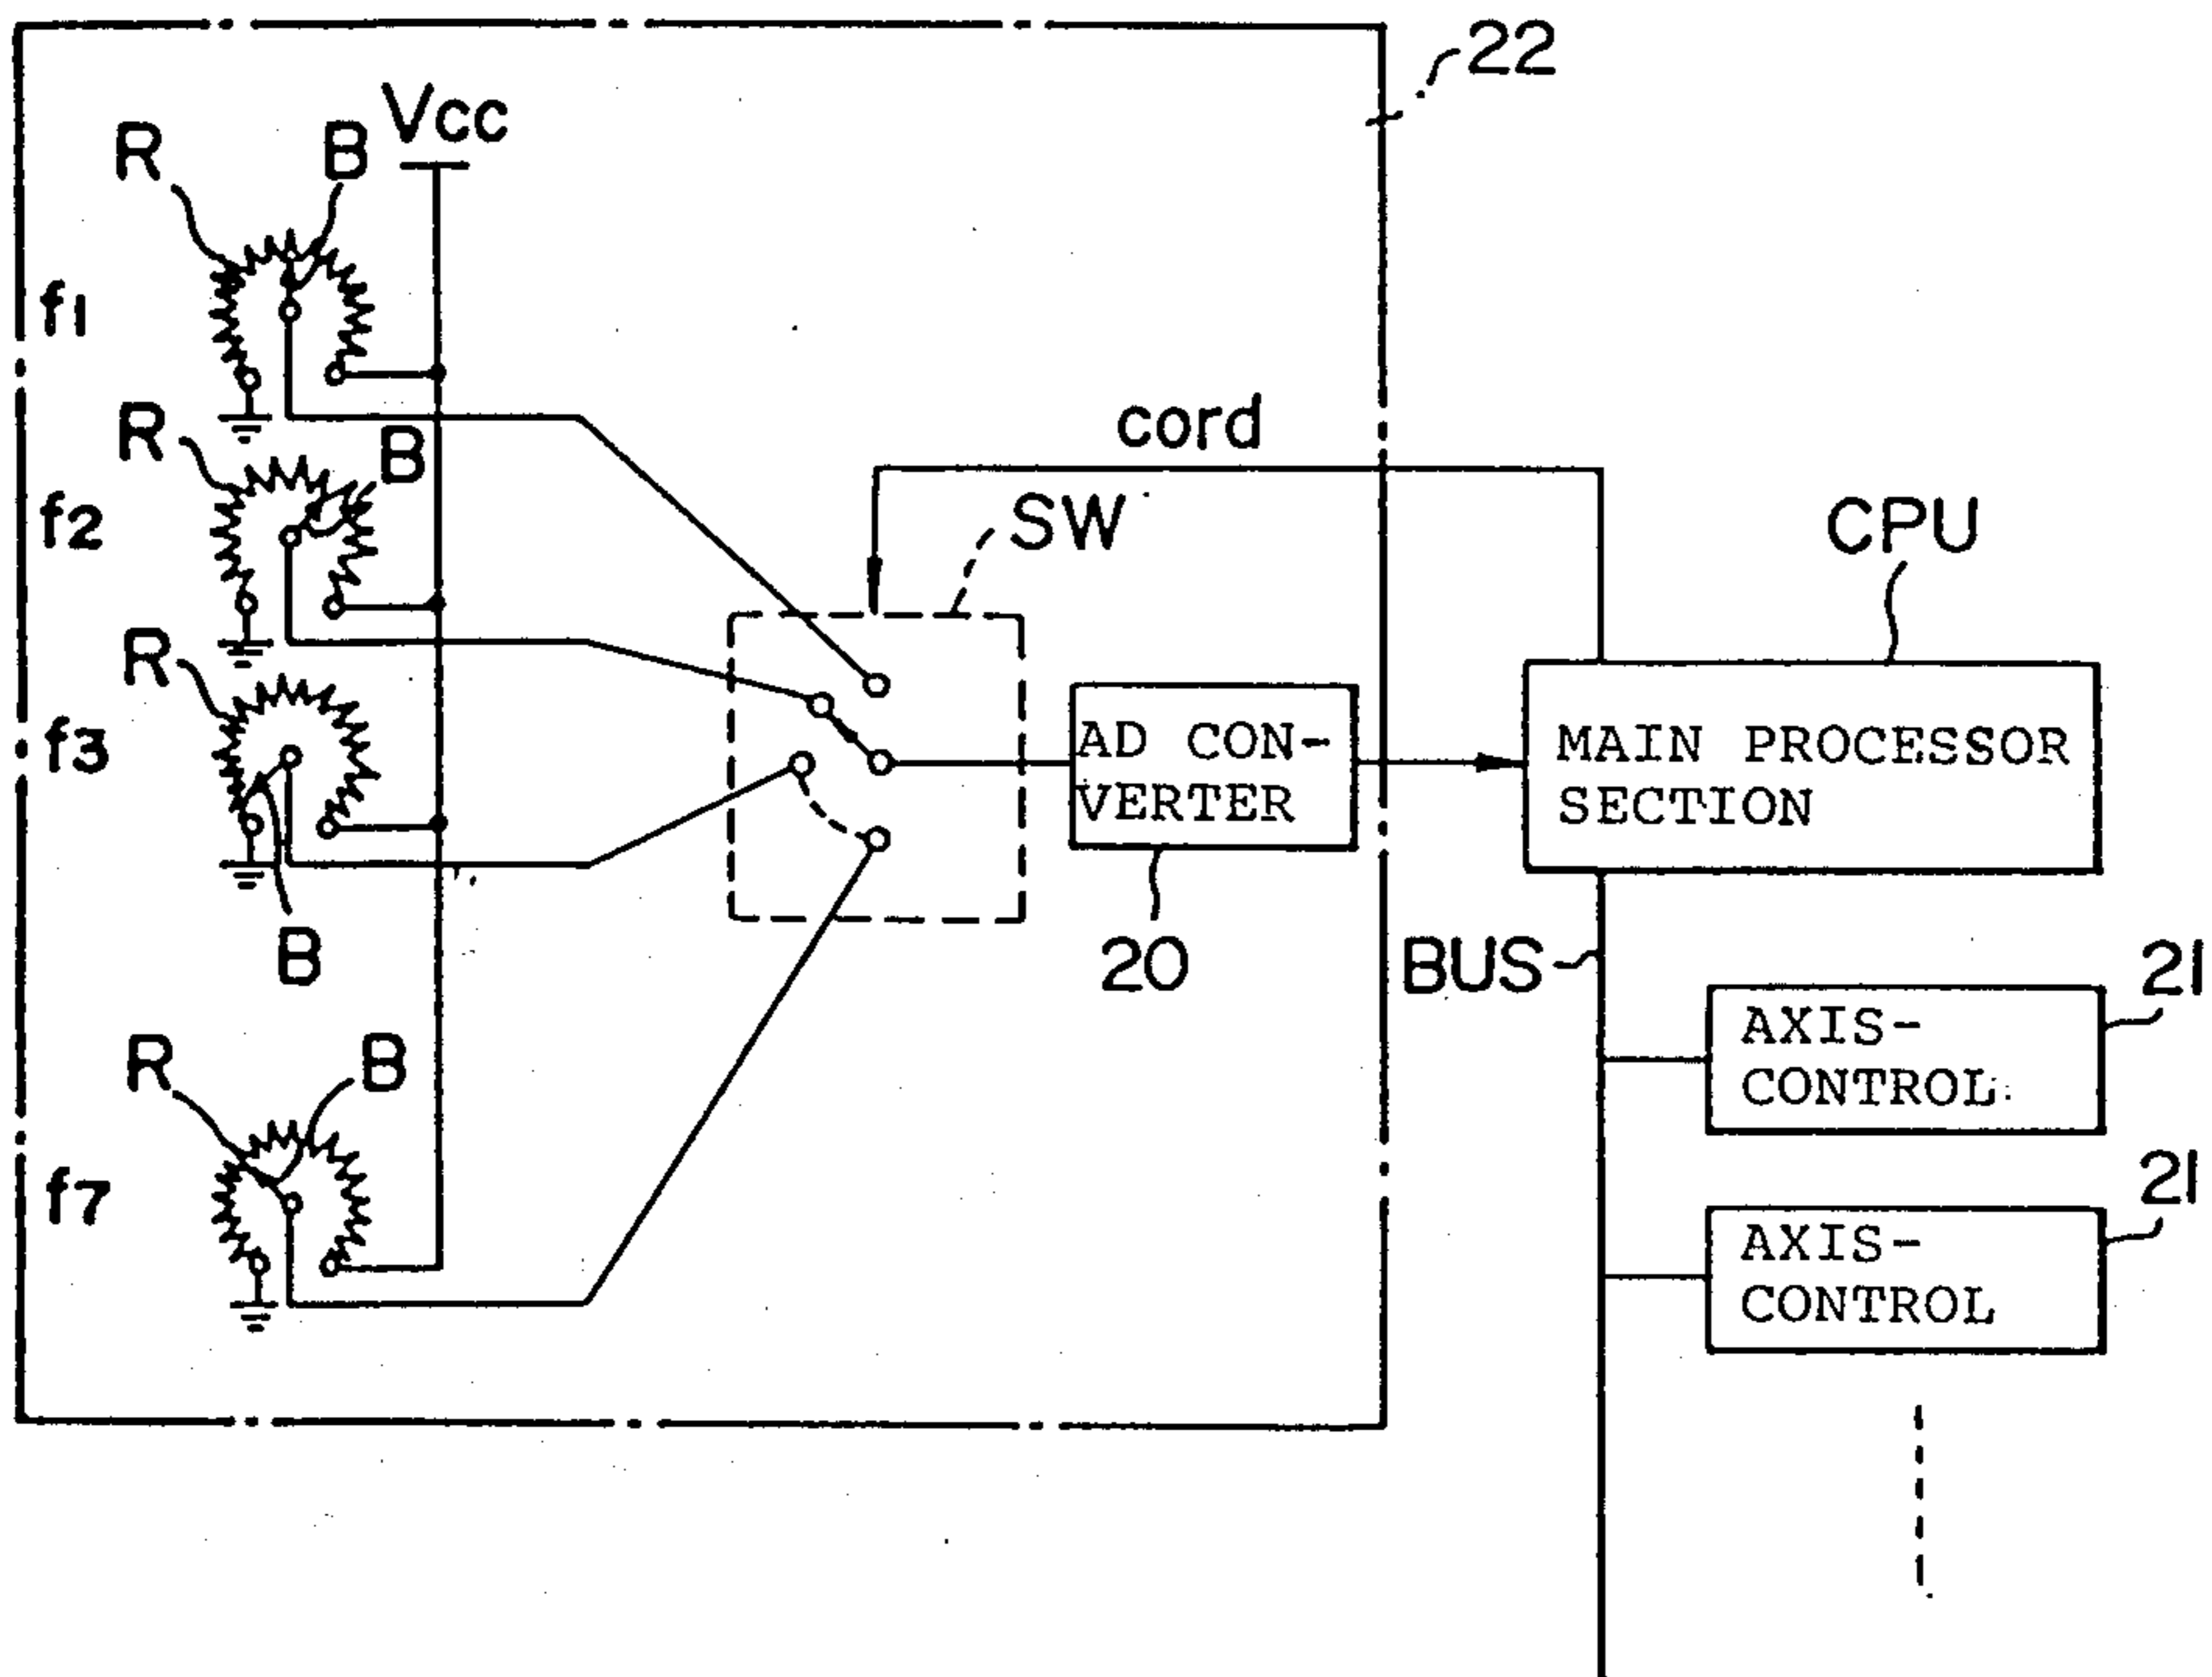 22
Vcc
R
B
f1
cord
R
B
f2
SW
CPU
R
f3
AD CON-
VERTER
MAIN PROCESSOR
SECTION
B
20
BUS
21
AXIS-
CONTROL
R
B
f7
21
AXIS-
CONTROL